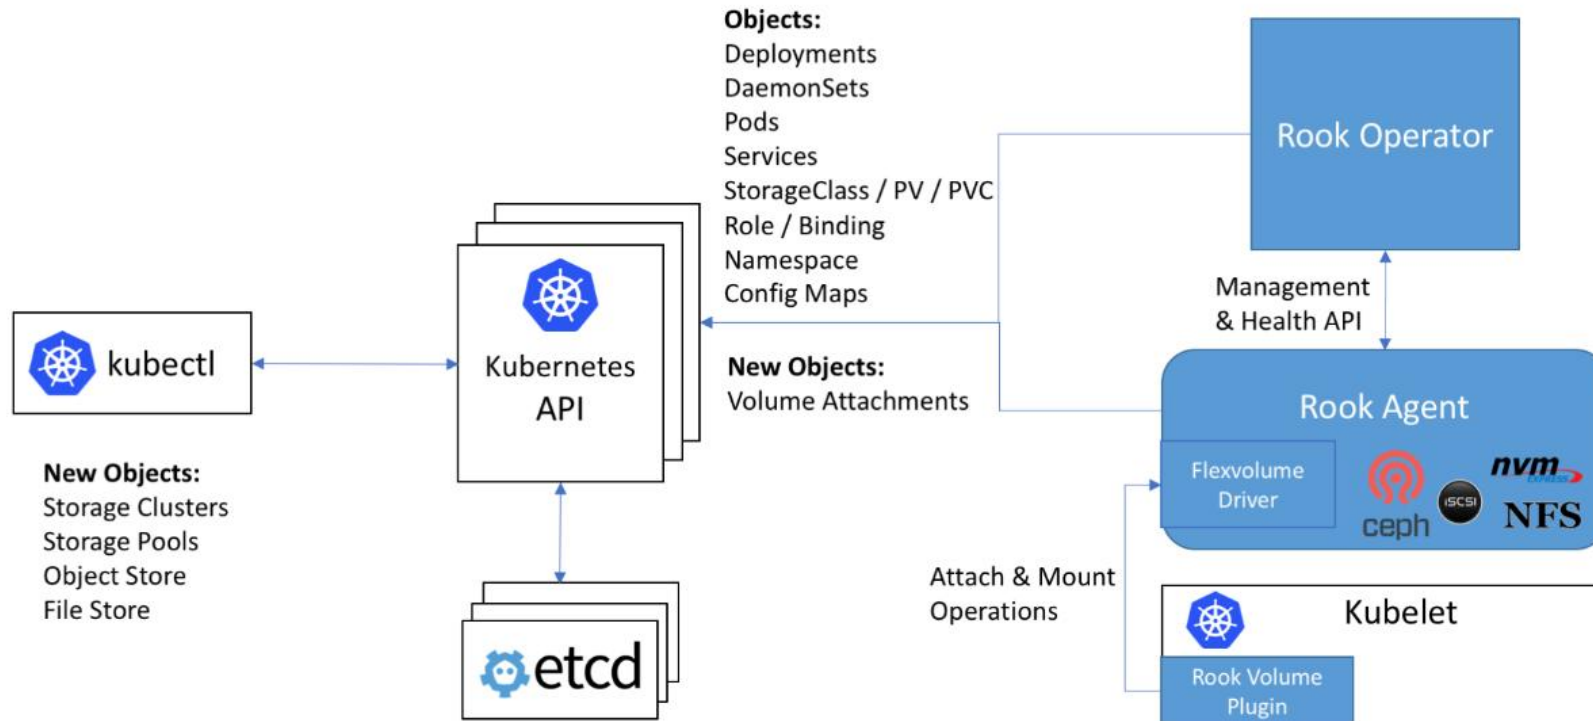 Objects:
Deployments
DaemonSets
Pods
Services
StorageClass / PV / PVC
Role / Binding
Namespace
Config Maps
Rook Operator
Management
& Health API
kubectl
Kubernetes
API
New Objects:
Volume Attachments
New Objects:
Storage Clusters
Storage Pools
Object Store
File Store
etcd
Rook Agent
Flexvolume
Driver
ceph
iSCSI
nvm
EXPRESS
NFS
Attach & Mount
Operations
Kubelet
Rook Volume
Plugin